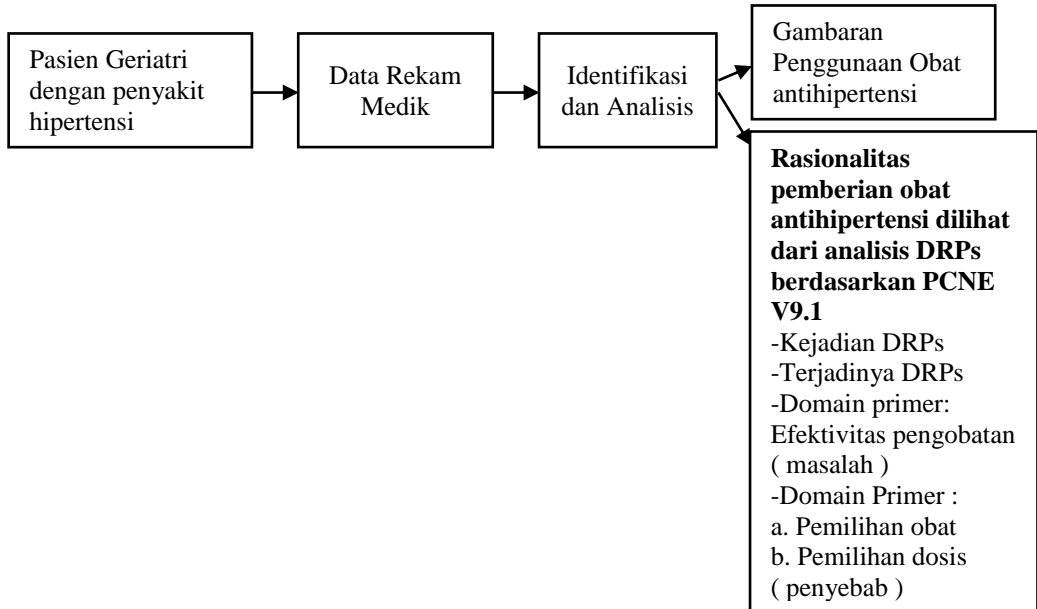 Pasien Geriatri
dengan penyakit
hipertensi
Data Rekam
Medik
Identifikasi
dan Analisis
Gambaran
Penggunaan Obat
antihipertensi
Rasionalitas
pemberian obat
antihipertensi dilihat
dari analisis DRPs
berdasarkan PCNE
V9.1
-Kejadian DRPs
-Terjadinya DRPs
-Domain primer:
Efektivitas pengobatan
( masalah )
-Domain Primer :
a. Pemilihan obat
b. Pemilihan dosis
( penyebab )